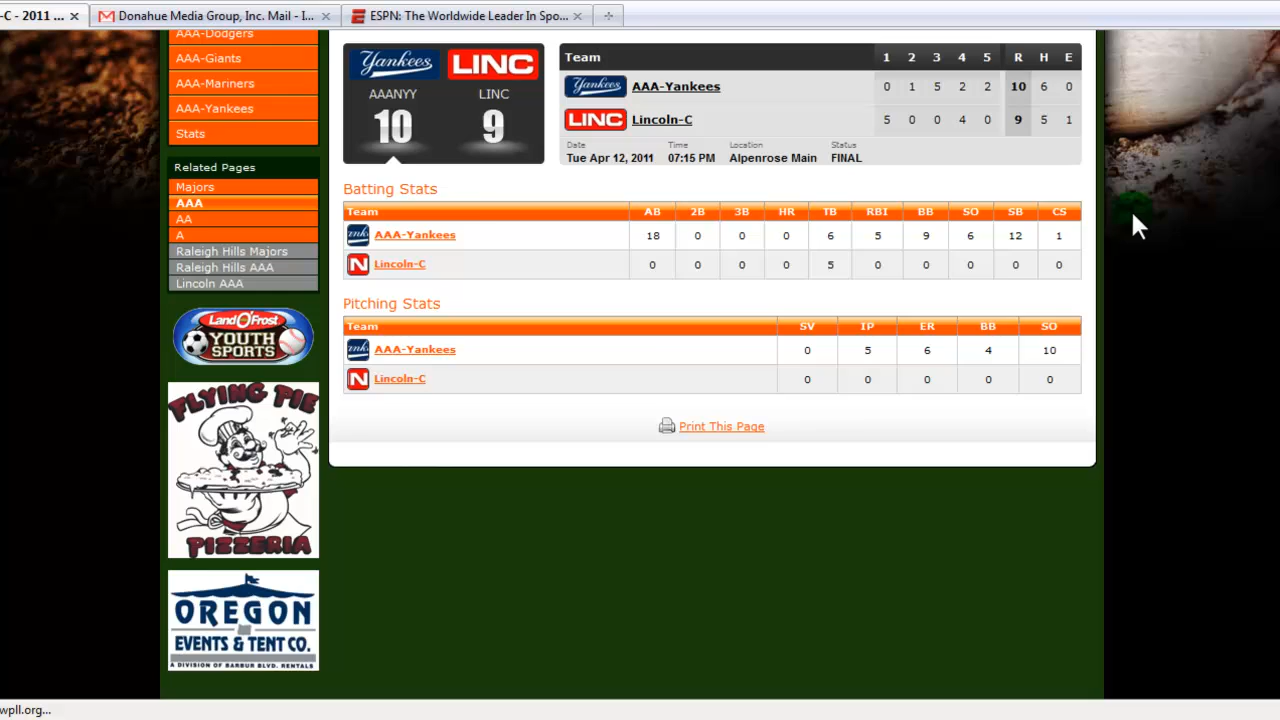 -C - 2011 ... Donahue Media Group, Inc. Mail - I... ESPN: The Worldwide Leader In Spo...
AAA-Dodgers
AAA-Giants
AAA-Mariners
AAA-Yankees
Stats
Related Pages
Majors
AAA
AA
A
Raleigh Hills Majors
Raleigh Hills AAA
Lincoln AAA
Land O'Frost
YOUTH
SPORTS
FLYING PIE
PIZZERIA
OREGON
EVENTS & TENT CO.
A DIVISION OF BARBUR BLVD. RENTALS
Yankees LINC
AAANYY LINC
10 9
Team 1 2 3 4 5 R H E
Yankees AAA-Yankees 0 1 5 2 2 10 6 0
LINC Lincoln-C 5 0 0 4 0 9 5 1
Date Time Location Status
Tue Apr 12, 2011 07:15 PM Alpenrose Main FINAL
Batting Stats
Team AB 2B 3B HR TB RBI BB SO SB CS
AAA-Yankees 18 0 0 0 6 5 9 6 12 1
N Lincoln-C 0 0 0 0 5 0 0 0 0 0
Pitching Stats
Team SV IP ER BB SO
AAA-Yankees 0 5 6 4 10
N Lincoln-C 0 0 0 0 0
Print This Page
wpll.org...